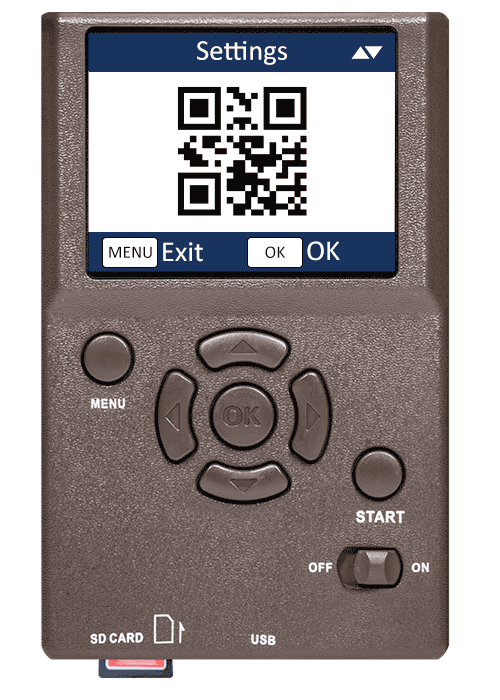 Settings
MENU Exit OK OK
OK
MENU
START
OFF ON
SD CARD
USB